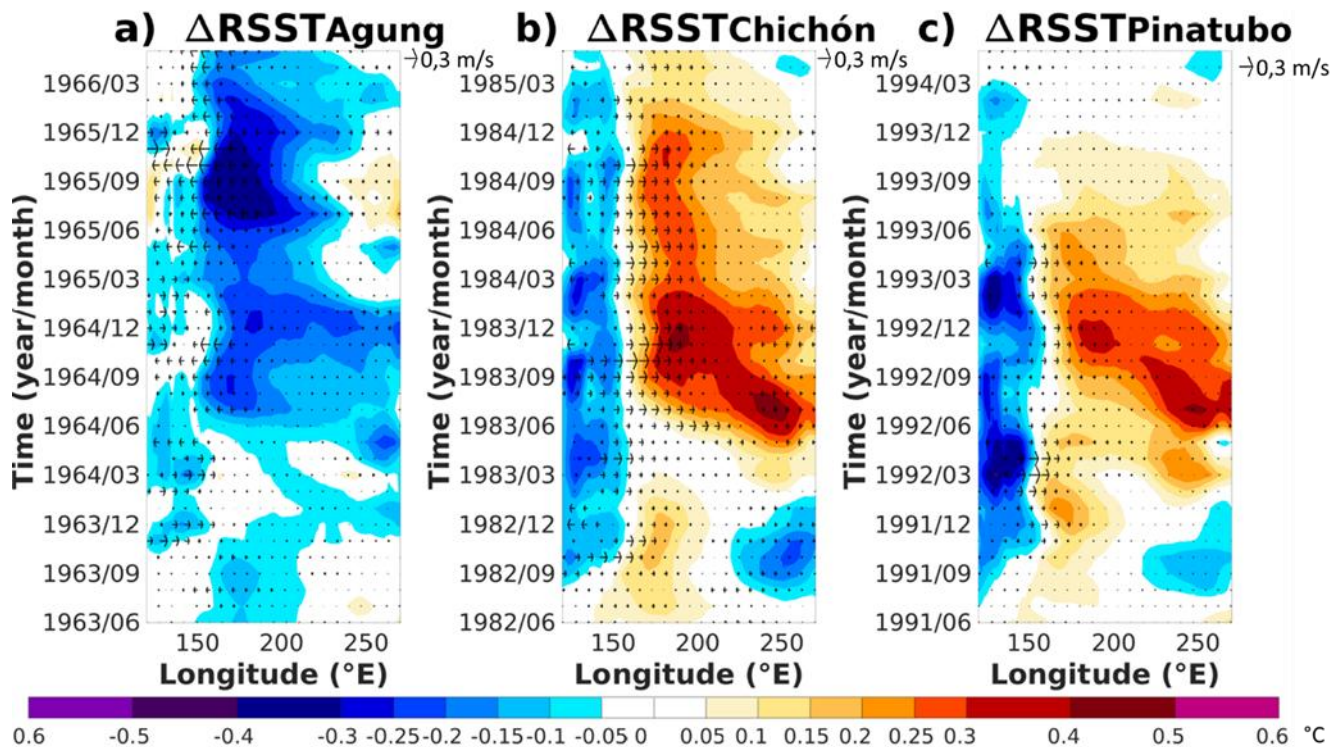 a) ΔRSSTAgung
b) ΔRSSTChichón
c) ΔRSSTPinatubo
0,3 m/s
0,3 m/s
0,3 m/s
Time (year/month)
1966/03
1965/12
1965/09
1965/06
1965/03
1964/12
1964/09
1964/06
1964/03
1963/12
1963/09
1963/06
150 200 250
Longitude (°E)
Time (year/month)
1985/03
1984/12
1984/09
1984/06
1984/03
1983/12
1983/09
1983/06
1983/03
1982/12
1982/09
1982/06
150 200 250
Longitude (°E)
Time (year/month)
1994/03
1993/12
1993/09
1993/06
1993/03
1992/12
1992/09
1992/06
1992/03
1991/12
1991/09
1991/06
150 200 250
Longitude (°E)
0.6 -0.5 -0.4 -0.3 -0.25 -0.2 -0.15 -0.1 -0.05 0 0.05 0.1 0.15 0.2 0.25 0.3 0.4 0.5 0.6 °C